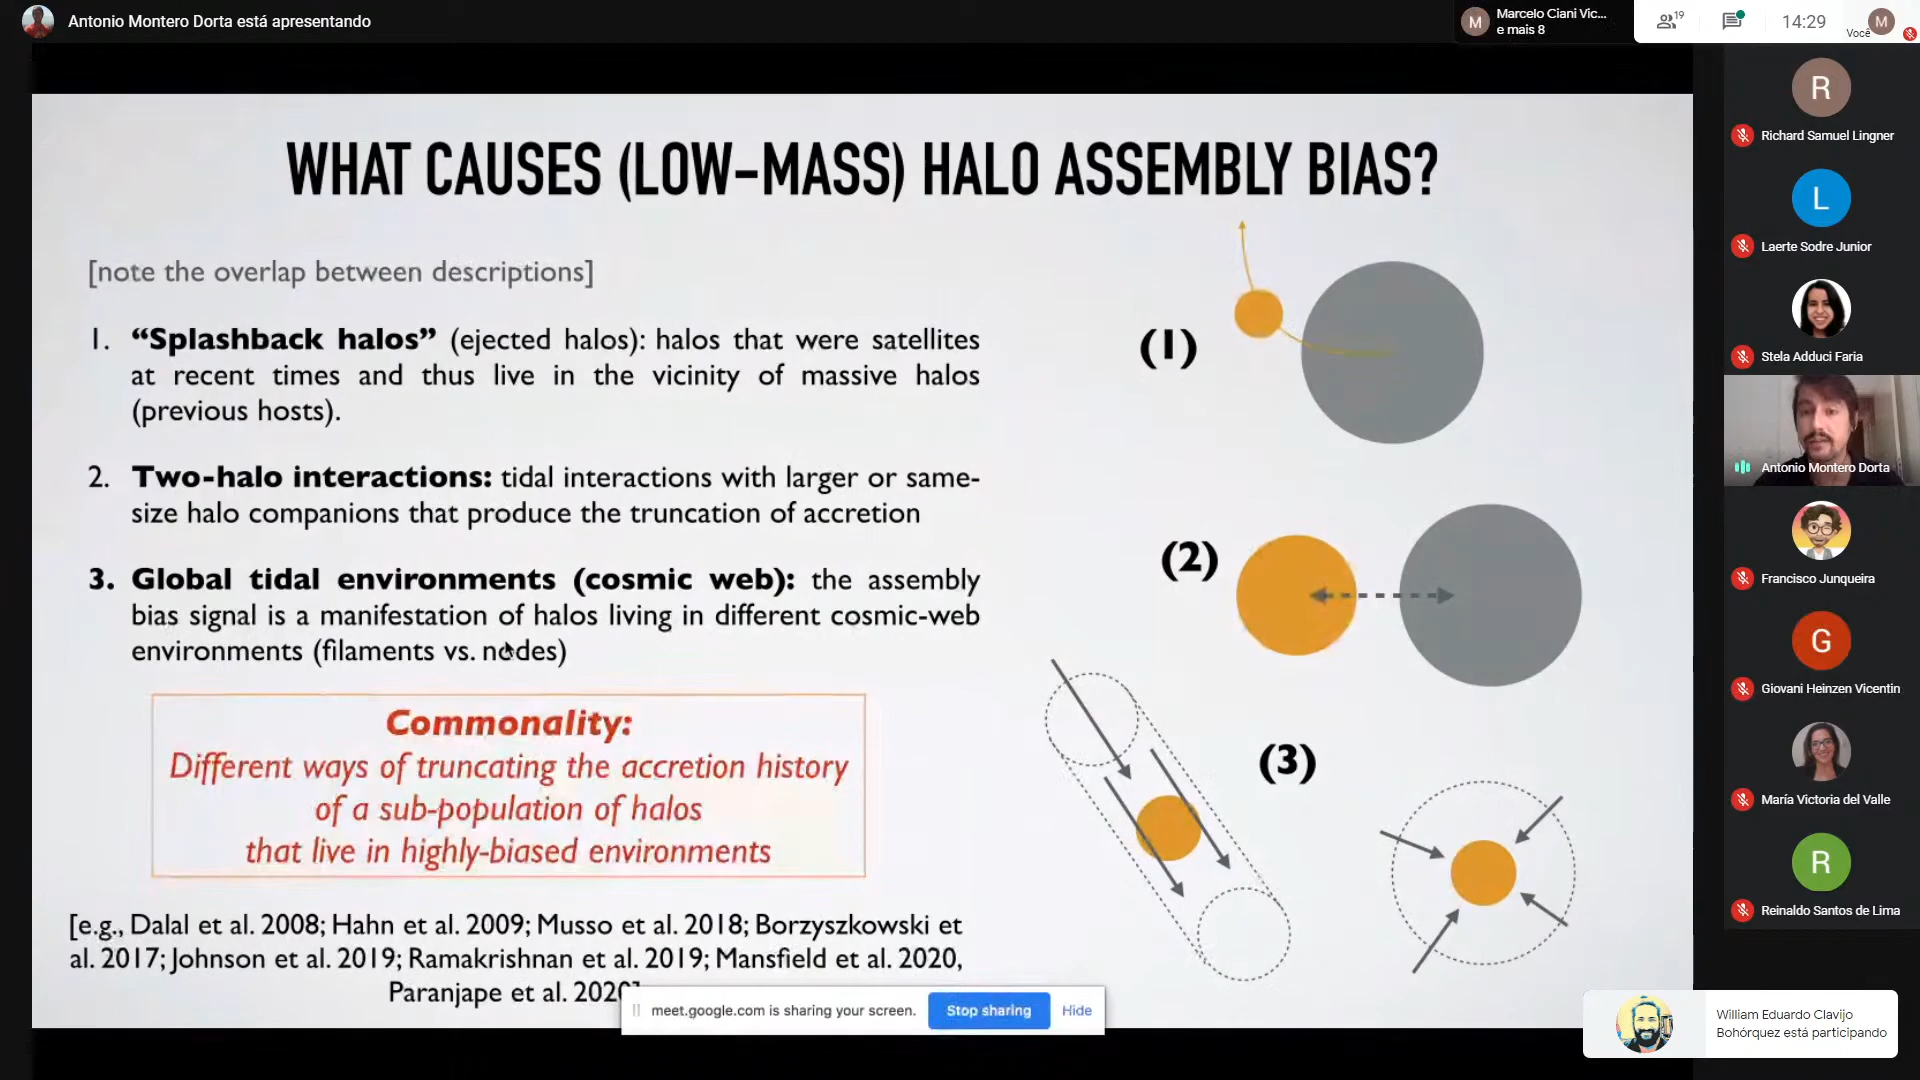 Antonio Montero Dorta está apresentando
M
Marcelo Ciani Vic...
e mais 8
19
14:29
Você
M
WHAT CAUSES (LOW-MASS) HALO ASSEMBLY BIAS?
[note the overlap between descriptions]
1. “Splashback halos” (ejected halos): halos that were satellites
at recent times and thus live in the vicinity of massive halos
(previous hosts).
2. Two-halo interactions: tidal interactions with larger or same-
size halo companions that produce the truncation of accretion
3. Global tidal environments (cosmic web): the assembly
bias signal is a manifestation of halos living in different cosmic-web
environments (filaments vs. nodes)
Commonality:
Different ways of truncating the accretion history
of a sub-population of halos
that live in highly-biased environments
[e.g., Dalal et al. 2008; Hahn et al. 2009; Musso et al. 2018; Borzyszkowski et
al. 2017; Johnson et al. 2019; Ramakrishnan et al. 2019; Mansfield et al. 2020,
Paranjape et al. 2020]
(1)
(2)
(3)
meet.google.com is sharing your screen.
Stop sharing
Hide
R
Richard Samuel Lingner
L
Laerte Sodre Junior
Stela Adduci Faria
Antonio Montero Dorta
Francisco Junqueira
G
Giovani Heinzen Vicentin
María Victoria del Valle
R
Reinaldo Santos de Lima
William Eduardo Clavijo
Bohórquez está participando